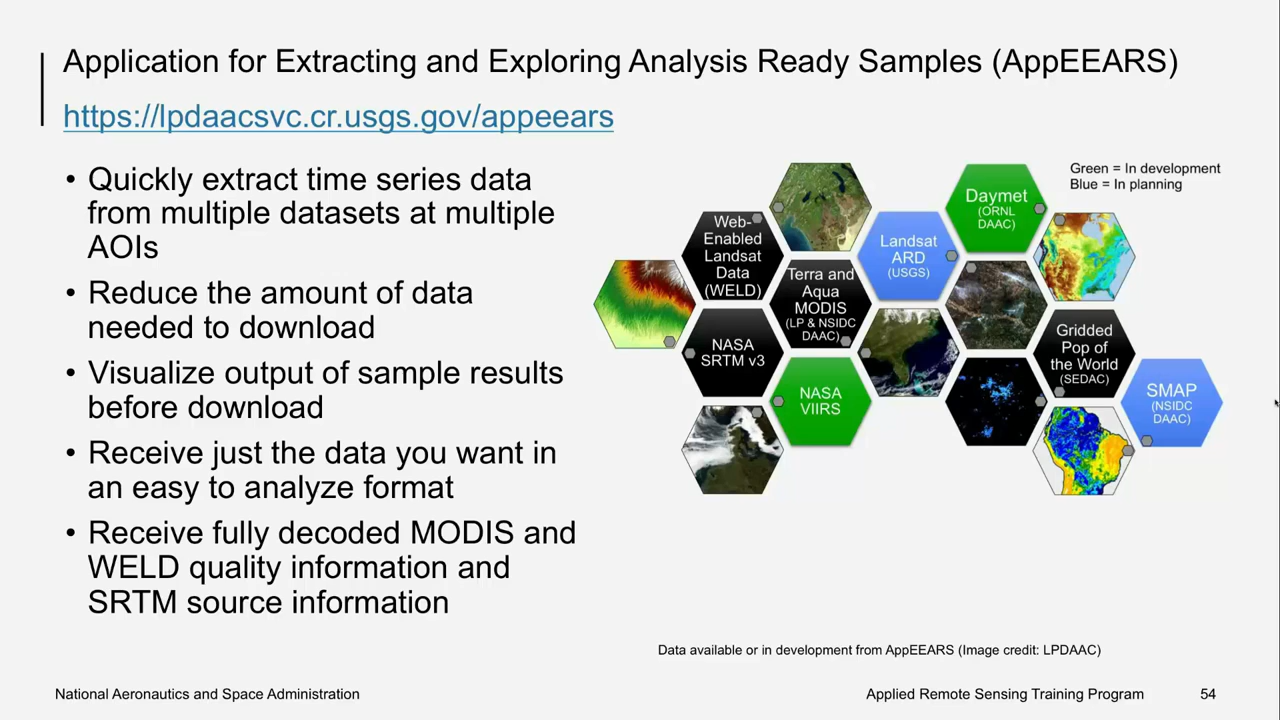 Application for Extracting and Exploring Analysis Ready Samples (AppEEARS)
https://lpdaacsvc.cr.usgs.gov/appeears
• Quickly extract time series data
from multiple datasets at multiple
AOIs
• Reduce the amount of data
needed to download
• Visualize output of sample results
before download
• Receive just the data you want in
an easy to analyze format
• Receive fully decoded MODIS and
WELD quality information and
SRTM source information
Green = In development
Blue = In planning
Web-
Enabled
Landsat
Data
(WELD)
Terra and
Aqua
MODIS
(LP & NSIDC
DAAC)
NASA
SRTM v3
NASA
VIIRS
Landsat
ARD
(USGS)
Daymet
(ORNL
DAAC)
Gridded
Pop of
the World
(SEDAC)
SMAP
(NSIDC
DAAC)
Data available or in development from AppEEARS (Image credit: LPDAAC)
National Aeronautics and Space Administration
Applied Remote Sensing Training Program
54